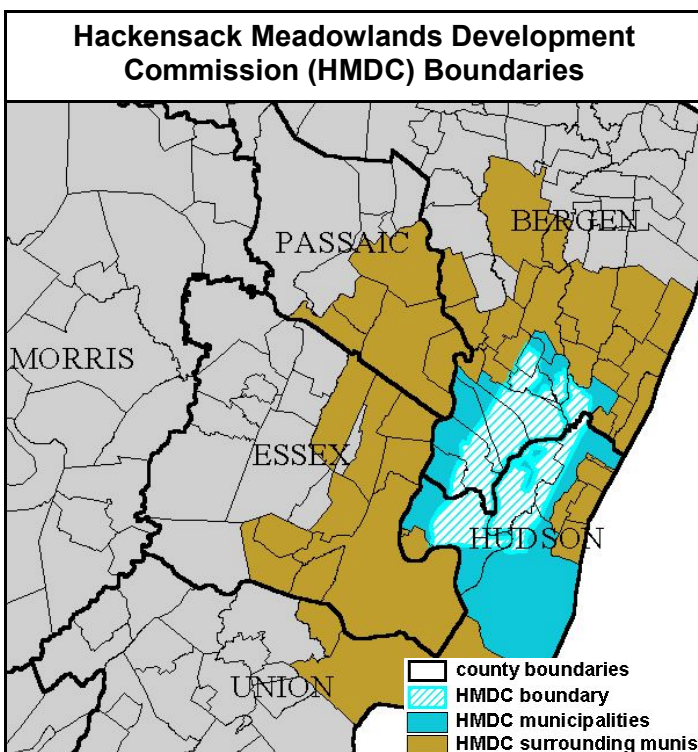 Hackensack Meadowlands Development
Commission (HMDC) Boundaries
BERGEN
PASSAIC
MORRIS
ESSEX
HUDSON
UNION
county boundaries
HMDC boundary
HMDC municipalities
HMDC surrounding munis